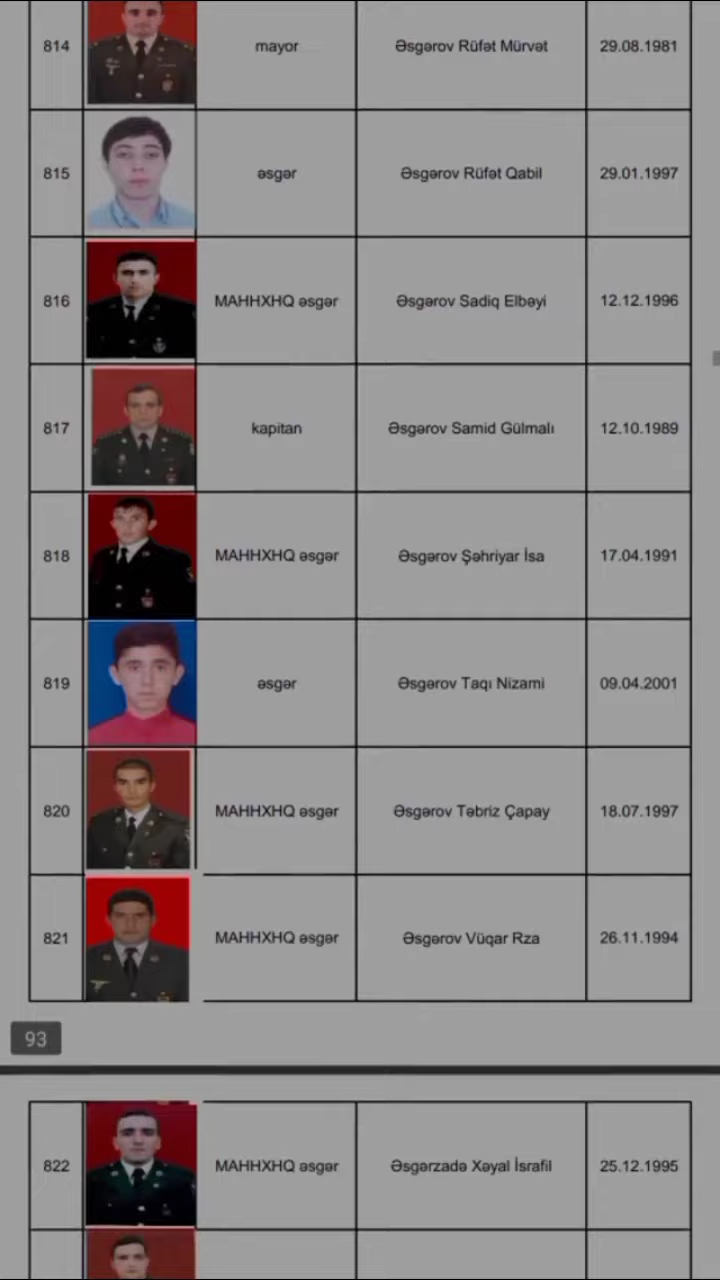 814 mayor Əsgərov Rüfət Mürvət 29.08.1981
815 əsgər Əsgərov Rüfət Qabil 29.01.1997
816 MAHHXHQ əsgər Əsgərov Sadiq Elbəyi 12.12.1996
817 kapitan Əsgərov Samid Gülmalı 12.10.1989
818 MAHHXHQ əsgər Əsgərov Şəhriyar İsa 17.04.1991
819 əsgər Əsgərov Taqı Nizami 09.04.2001
820 MAHHXHQ əsgər Əsgərov Təbriz Çapay 18.07.1997
821 MAHHXHQ əsgər Əsgərov Vüqar Rza 26.11.1994
93
822 MAHHXHQ əsgər Əsgərzadə Xəyal İsrafil 25.12.1995